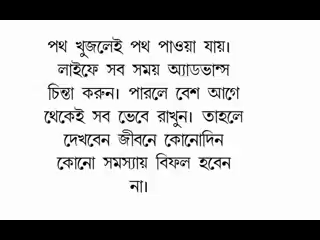 পথ খুজলেই পথ পাওয়া যায়।
লাইফে সব সময় অ্যাডভান্স
চিন্তা করুন। পারলে বেশ আগে
থেকেই সব ভেবে রাখুন। তাহলে
দেখবেন জীবনে কোনোদিন
কোনো সমস্যায় বিফল হবেন
না।